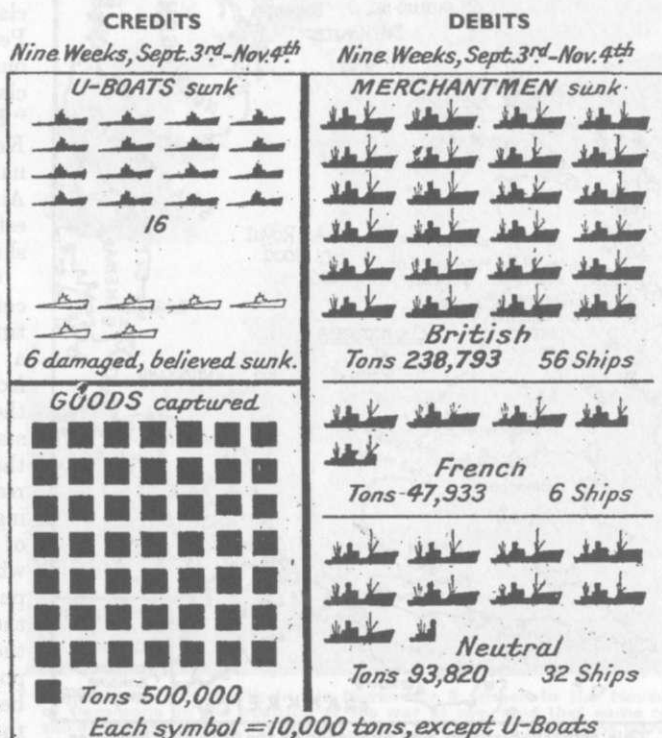 CREDITS
Nine Weeks, Sept. 3rd-Nov. 4th
U-BOATS sunk
16
6 damaged, believed sunk.
GOODS captured
Tons 500,000
DEBITS
Nine Weeks, Sept. 3rd-Nov. 4th
MERCHANTMEN sunk
British
Tons 238,793 56 Ships
French
Tons-47,933 6 Ships
Neutral
Tons 93,820 32 Ships
Each symbol = 10,000 tons, except U-Boats